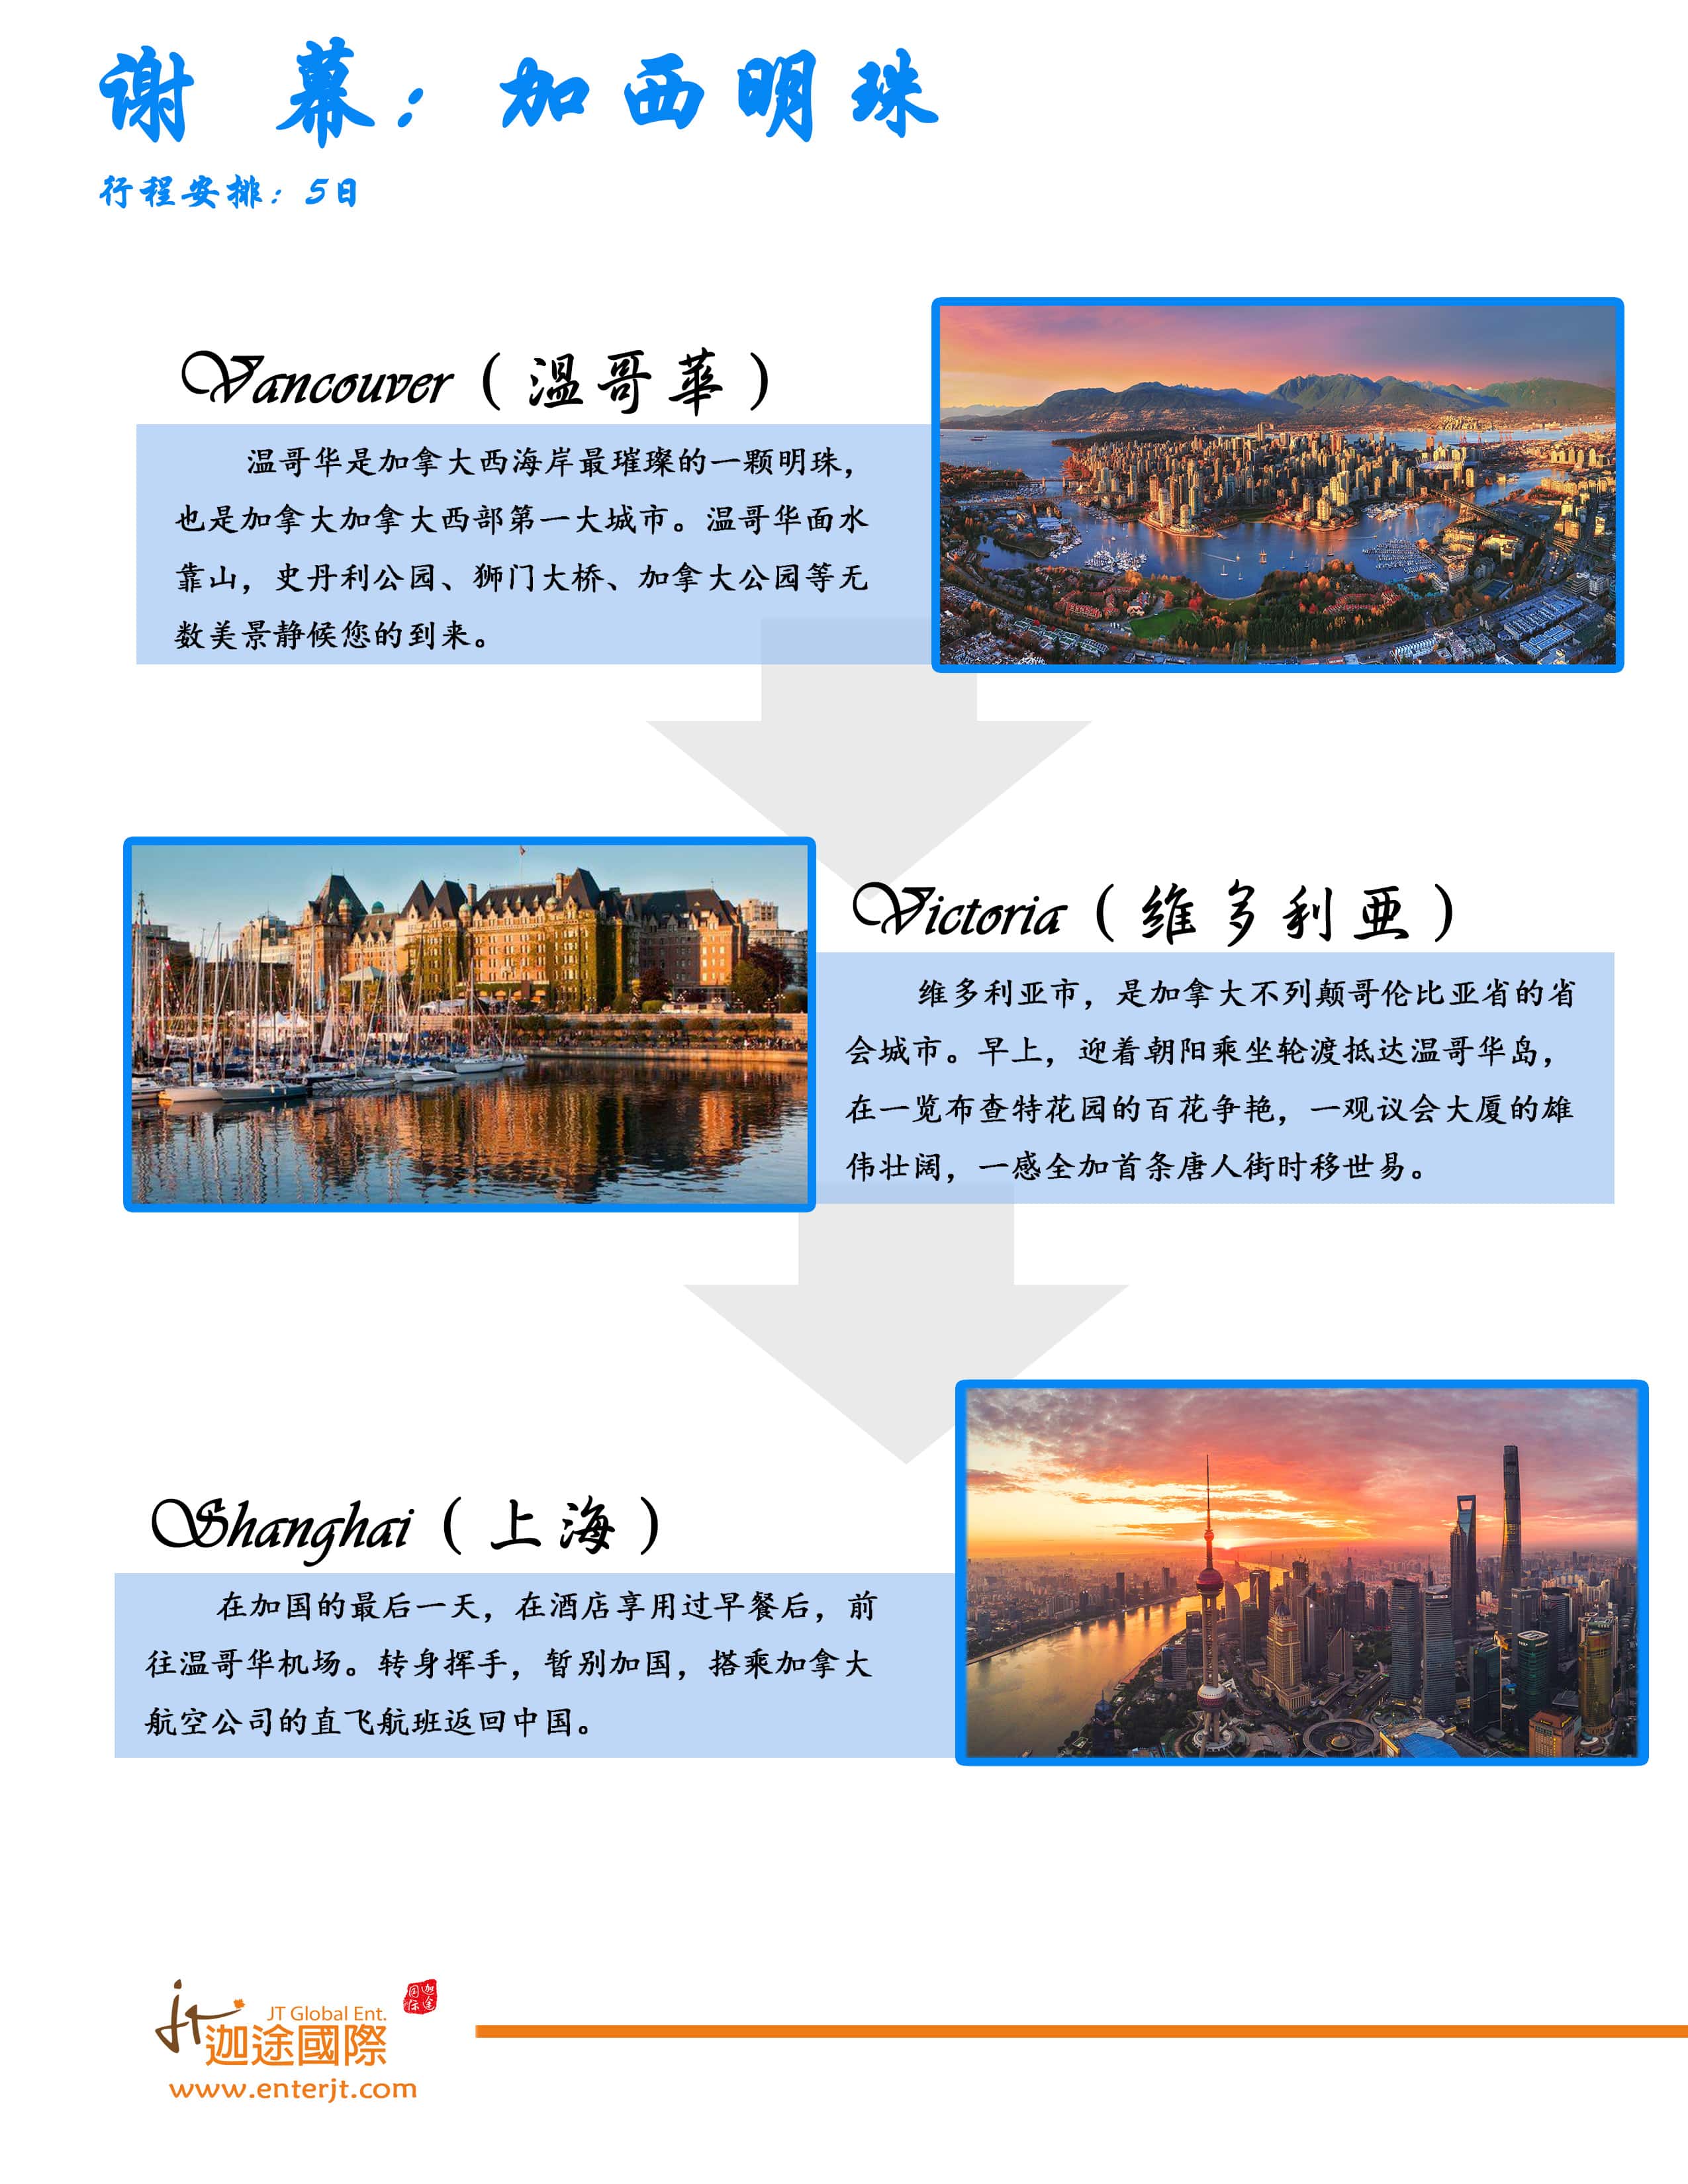 谢 幕：加西明珠
行程安排：5日
Vancouver（温哥華）
温哥华是加拿大西海岸最璀璨的一颗明珠，
也是加拿大加拿大西部第一大城市。温哥华面水
靠山，史丹利公园、狮门大桥、加拿大公园等无
数美景静候您的到来。
Victoria（维多利亚）
维多利亚市，是加拿大不列颠哥伦比亚省的省
会城市。早上，迎着朝阳乘坐轮渡抵达温哥华岛，
在一览布查特花园的百花争艳，一观议会大厦的雄
伟壮阔，一感全加首条唐人街时移世易。
Shanghai（上海）
在加国的最后一天，在酒店享用过早餐后，前
往温哥华机场。转身挥手，暂别加国，搭乘加拿大
航空公司的直飞航班返回中国。
jt
JT Global Ent.
迦途國際
迦途国际
www.enterjt.com